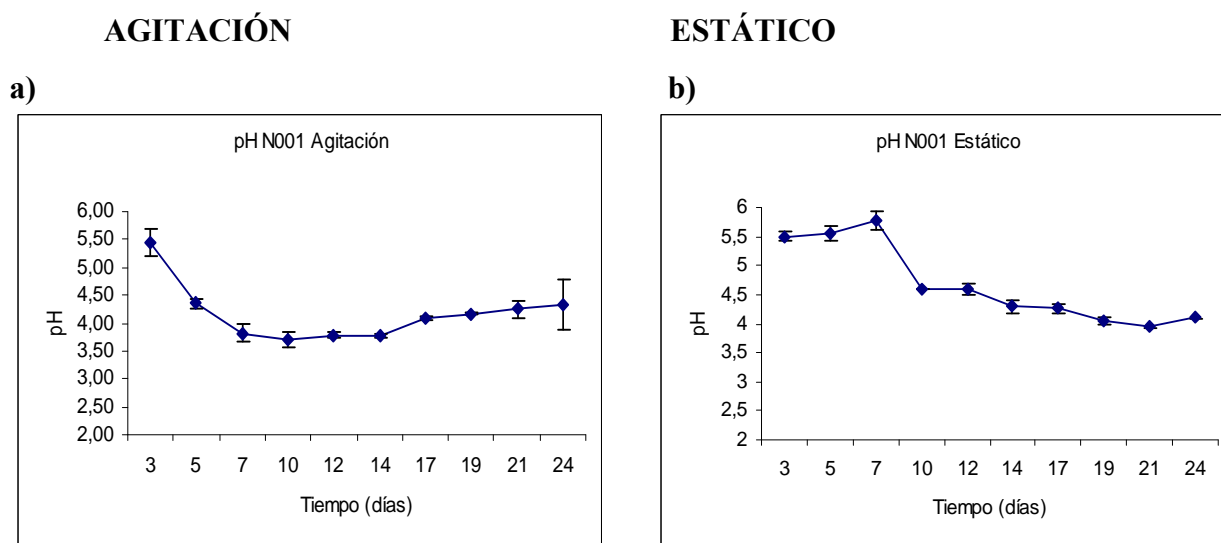 AGITACIÓN
ESTÁTICO
a)
b)
pH N001 Agitación
6,00
5,50
5,00
4,50
4,00
3,50
3,00
2,50
2,00
pH
3 5 7 10 12 14 17 19 21 24
Tiempo (días)
pH N001 Estático
6
5,5
5
4,5
4
3,5
3
2,5
2
pH
3 5 7 10 12 14 17 19 21 24
Tiempo (días)